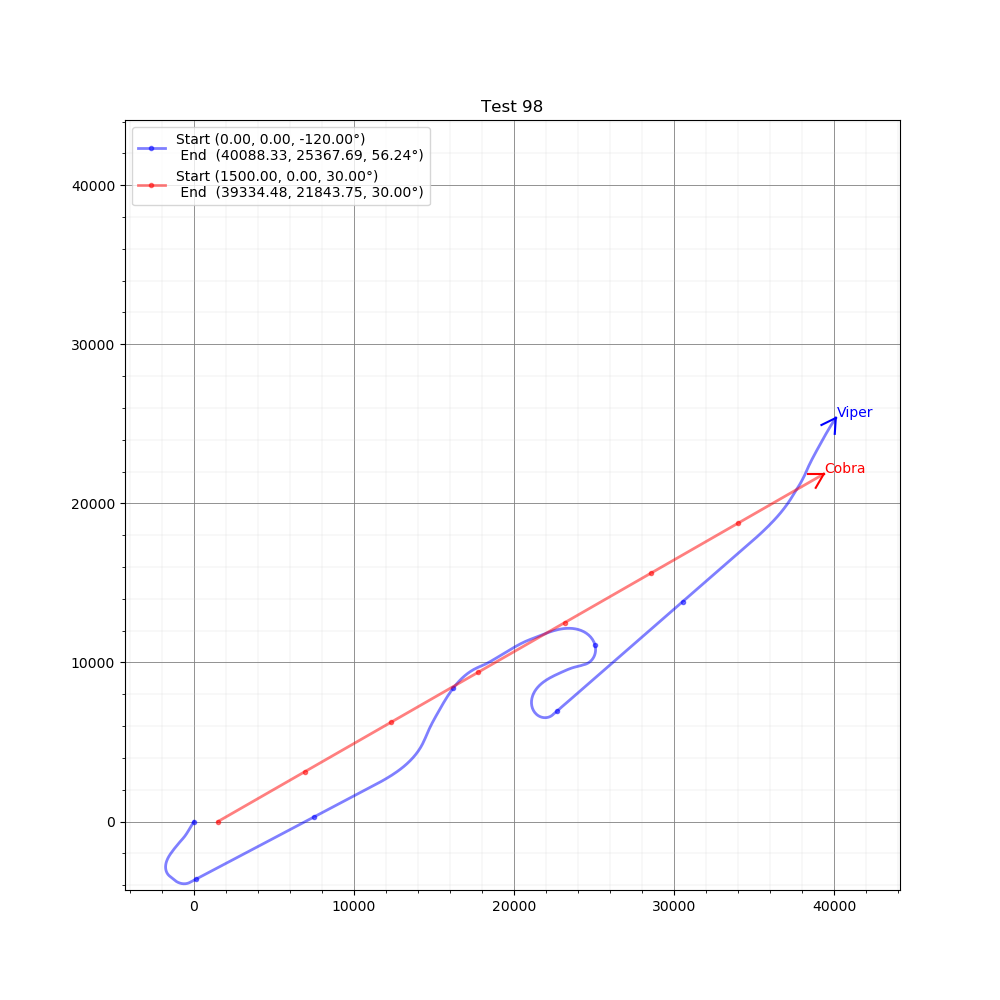 Test 98
Start (0.00, 0.00, -120.00°)
End (40088.33, 25367.69, 56.24°)
Start (1500.00, 0.00, 30.00°)
End (39334.48, 21843.75, 30.00°)
40000
30000
20000
10000
0
Viper
Cobra
0
10000
20000
30000
40000